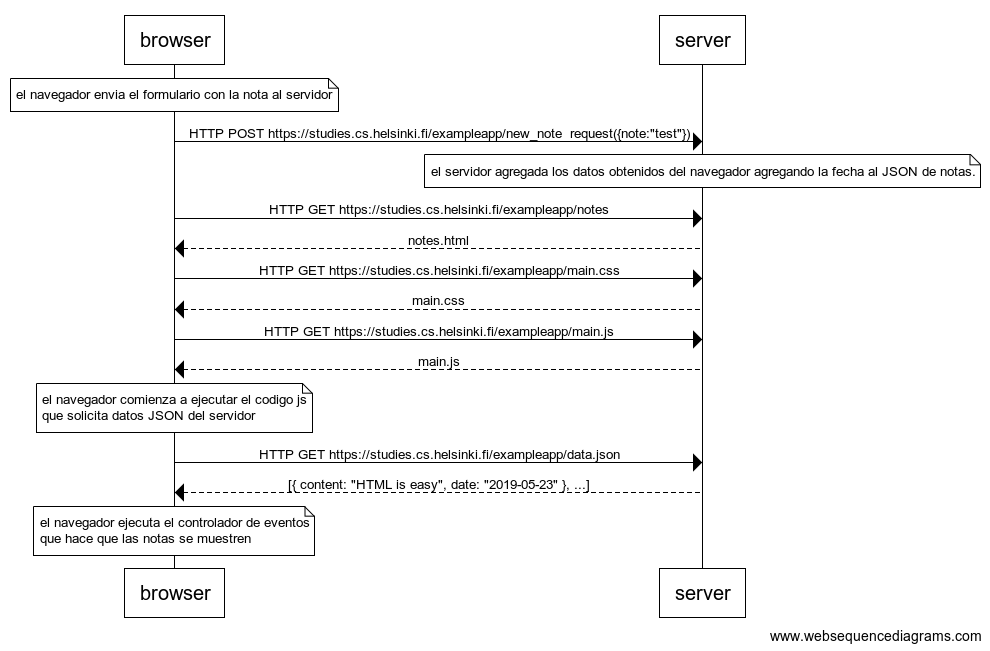 browser
server
el navegador envia el formulario con la nota al servidor
HTTP POST https://studies.cs.helsinki.fi/exampleapp/new_note request({note:"test"})
el servidor agregada los datos obtenidos del navegador agregando la fecha al JSON de notas.
HTTP GET https://studies.cs.helsinki.fi/exampleapp/notes
notes.html
HTTP GET https://studies.cs.helsinki.fi/exampleapp/main.css
main.css
HTTP GET https://studies.cs.helsinki.fi/exampleapp/main.js
main.js
el navegador comienza a ejecutar el codigo js
que solicita datos JSON del servidor
HTTP GET https://studies.cs.helsinki.fi/exampleapp/data.json
[{ content: "HTML is easy", date: "2019-05-23" }, ...]
el navegador ejecuta el controlador de eventos
que hace que las notas se muestren
browser
server
www.websequencediagrams.com